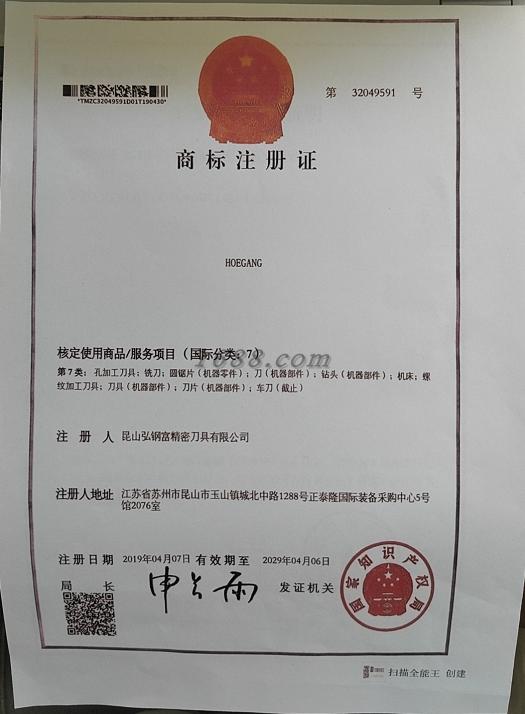 *TMZC32049591D01T190430*
第 32049591 号
商标注册证
HOEGANG
核定使用商品/服务项目（国际分类：7）
1688.com
第7类：孔加工刀具；铣刀；圆锯片（机器零件）；刀（机器部件）；钻头（机器部件）；机床；螺
纹加工刀具；刀具（机器部件）；刀片（机器部件）；车刀（截止）
注册人 昆山弘钢富精密刀具有限公司
注册人地址 江苏省苏州市昆山市玉山镇城北中路1288号正泰隆国际装备采购中心5号
馆2076室
注册日期 2019年04月07日 有效期至 2029年04月06日
局长 申长雨 发证机关
国家知识产权局
扫描全能王 创建